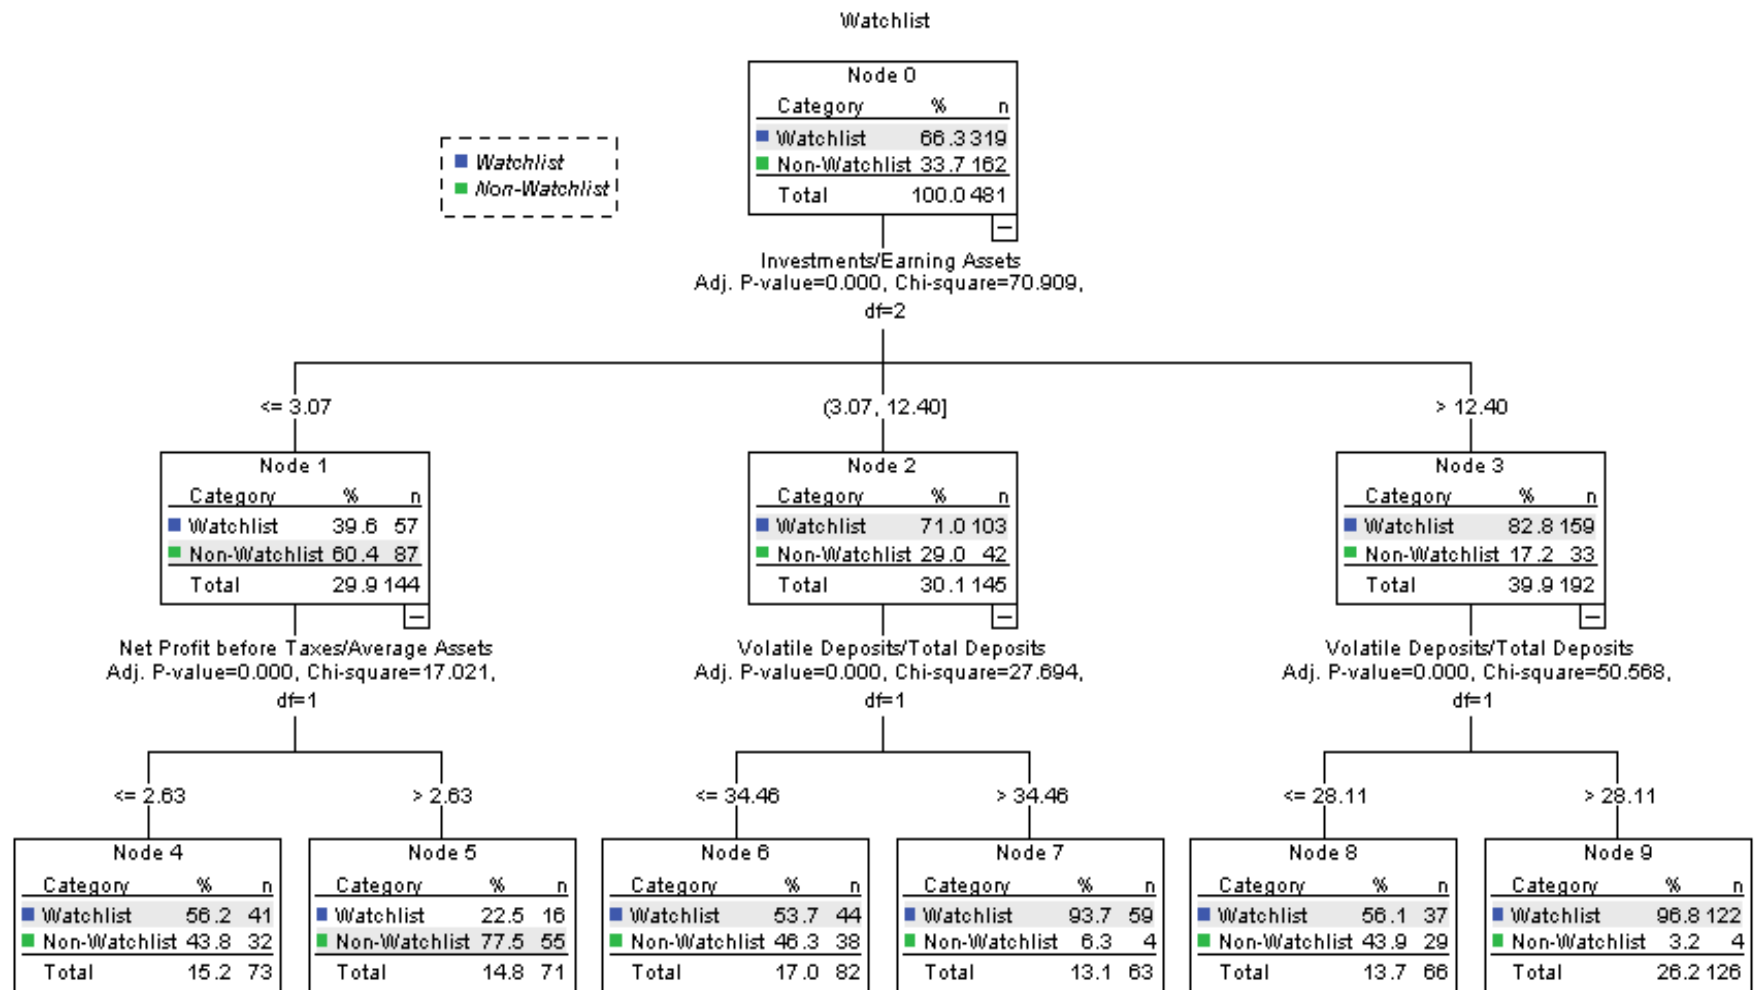 Watchlist
Node 0
Category % n
Watchlist 66.3 319
Non-Watchlist 33.7 162
Total 100.0 481
Watchlist
Non-Watchlist
Investments/Earning Assets
Adj. P-value=0.000, Chi-square=70.909,
df=2
<= 3.07
(3.07, 12.40]
> 12.40
Node 1
Category % n
Watchlist 39.6 57
Non-Watchlist 60.4 87
Total 29.9 144
Node 2
Category % n
Watchlist 71.0 103
Non-Watchlist 29.0 42
Total 30.1 145
Node 3
Category % n
Watchlist 82.8 159
Non-Watchlist 17.2 33
Total 39.9 192
Net Profit before Taxes/Average Assets
Adj. P-value=0.000, Chi-square=17.021,
df=1
Volatile Deposits/Total Deposits
Adj. P-value=0.000, Chi-square=27.694,
df=1
Volatile Deposits/Total Deposits
Adj. P-value=0.000, Chi-square=50.568,
df=1
<= 2.63
> 2.63
<= 34.46
> 34.46
<= 28.11
> 28.11
Node 4
Category % n
Watchlist 56.2 41
Non-Watchlist 43.8 32
Total 15.2 73
Node 5
Category % n
Watchlist 22.5 16
Non-Watchlist 77.5 55
Total 14.8 71
Node 6
Category % n
Watchlist 53.7 44
Non-Watchlist 46.3 38
Total 17.0 82
Node 7
Category % n
Watchlist 93.7 59
Non-Watchlist 6.3 4
Total 13.1 63
Node 8
Category % n
Watchlist 56.1 37
Non-Watchlist 43.9 29
Total 13.7 66
Node 9
Category % n
Watchlist 96.8 122
Non-Watchlist 3.2 4
Total 26.2 126